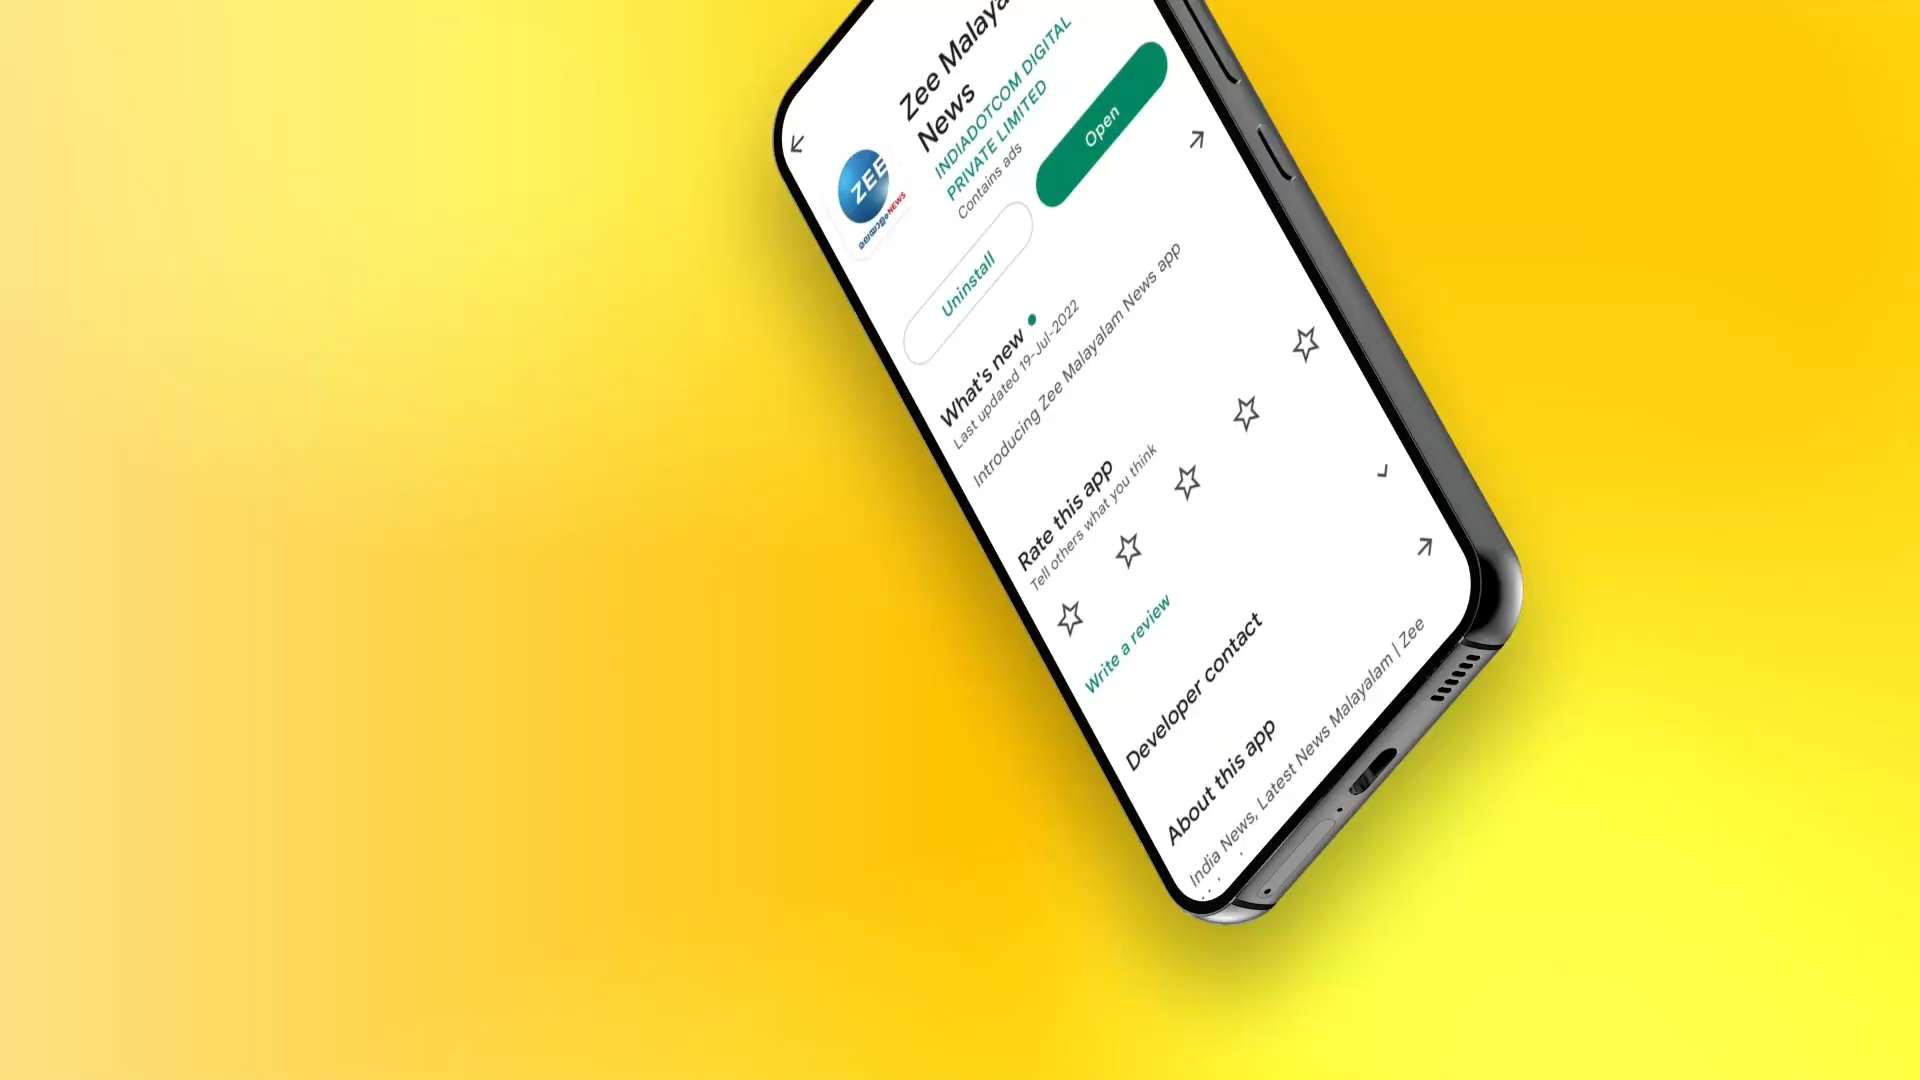 Zee Malaya
News
INDIADOTCOM DIGITAL
PRIVATE LIMITED
Contains ads
ZEE
മലയാളം NEWS
Uninstall
Open
What's new
Last updated 19-Jul-2022
Introducing Zee Malayalam News app
Rate this app
Tell others what you think
Write a review
Developer contact
About this app
India News, Latest News Malayalam | Zee